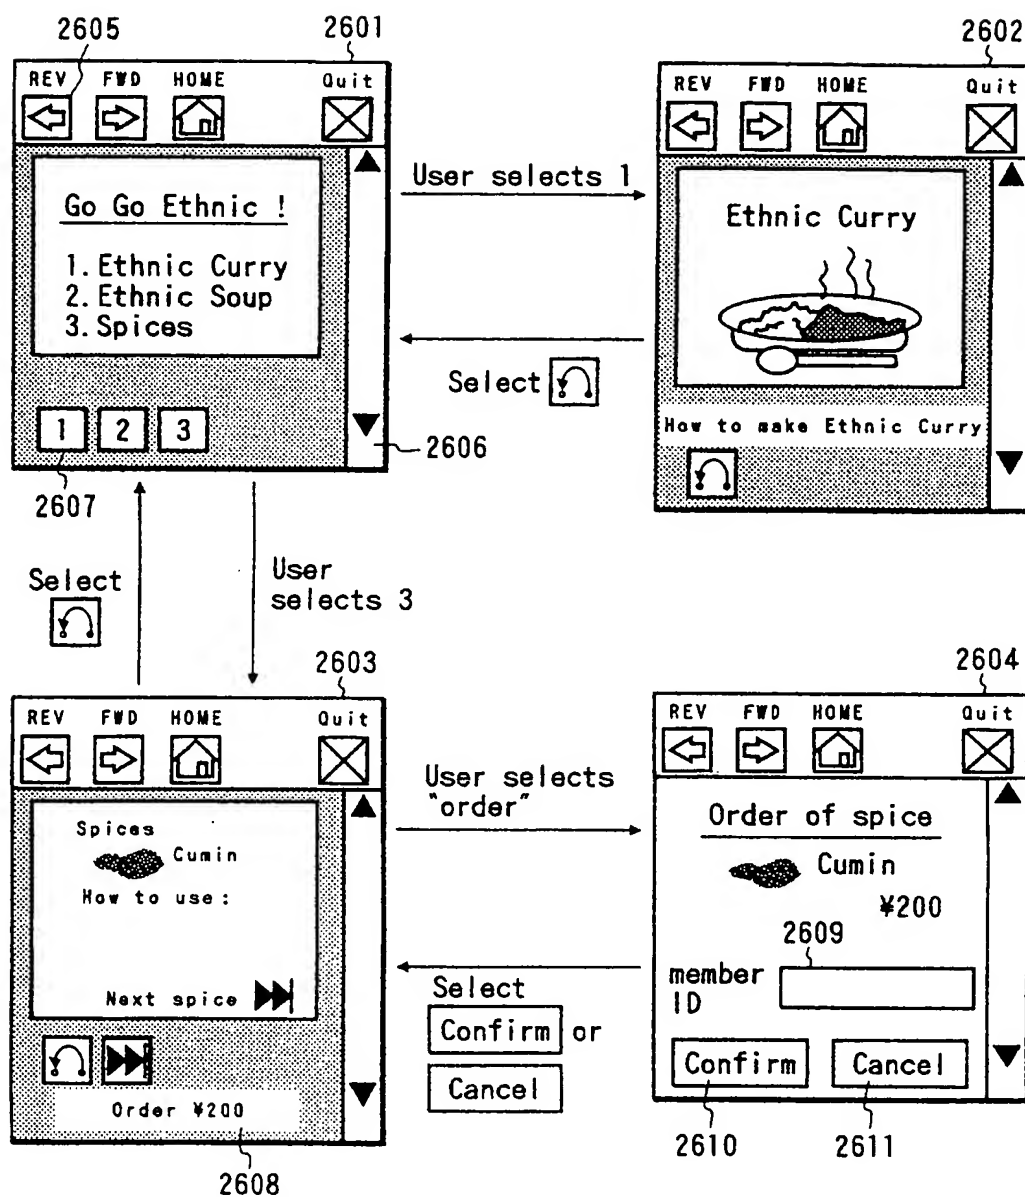 2605
2601
REV FWD HOME Quit
Go Go Ethnic !
1. Ethnic Curry
2. Ethnic Soup
3. Spices
1 2 3
2606
2607
User selects 1
Select
2602
REV FWD HOME Quit
Ethnic Curry
How to make Ethnic Curry
Select
User
selects 3
2603
REV FWD HOME Quit
Spices
Cumin
How to use :
Next spice
Order ¥200
2608
User selects
"order"
Select
Confirm or
Cancel
2604
REV FWD HOME Quit
Order of spice
Cumin
¥200
2609
member
ID
Confirm Cancel
2610 2611